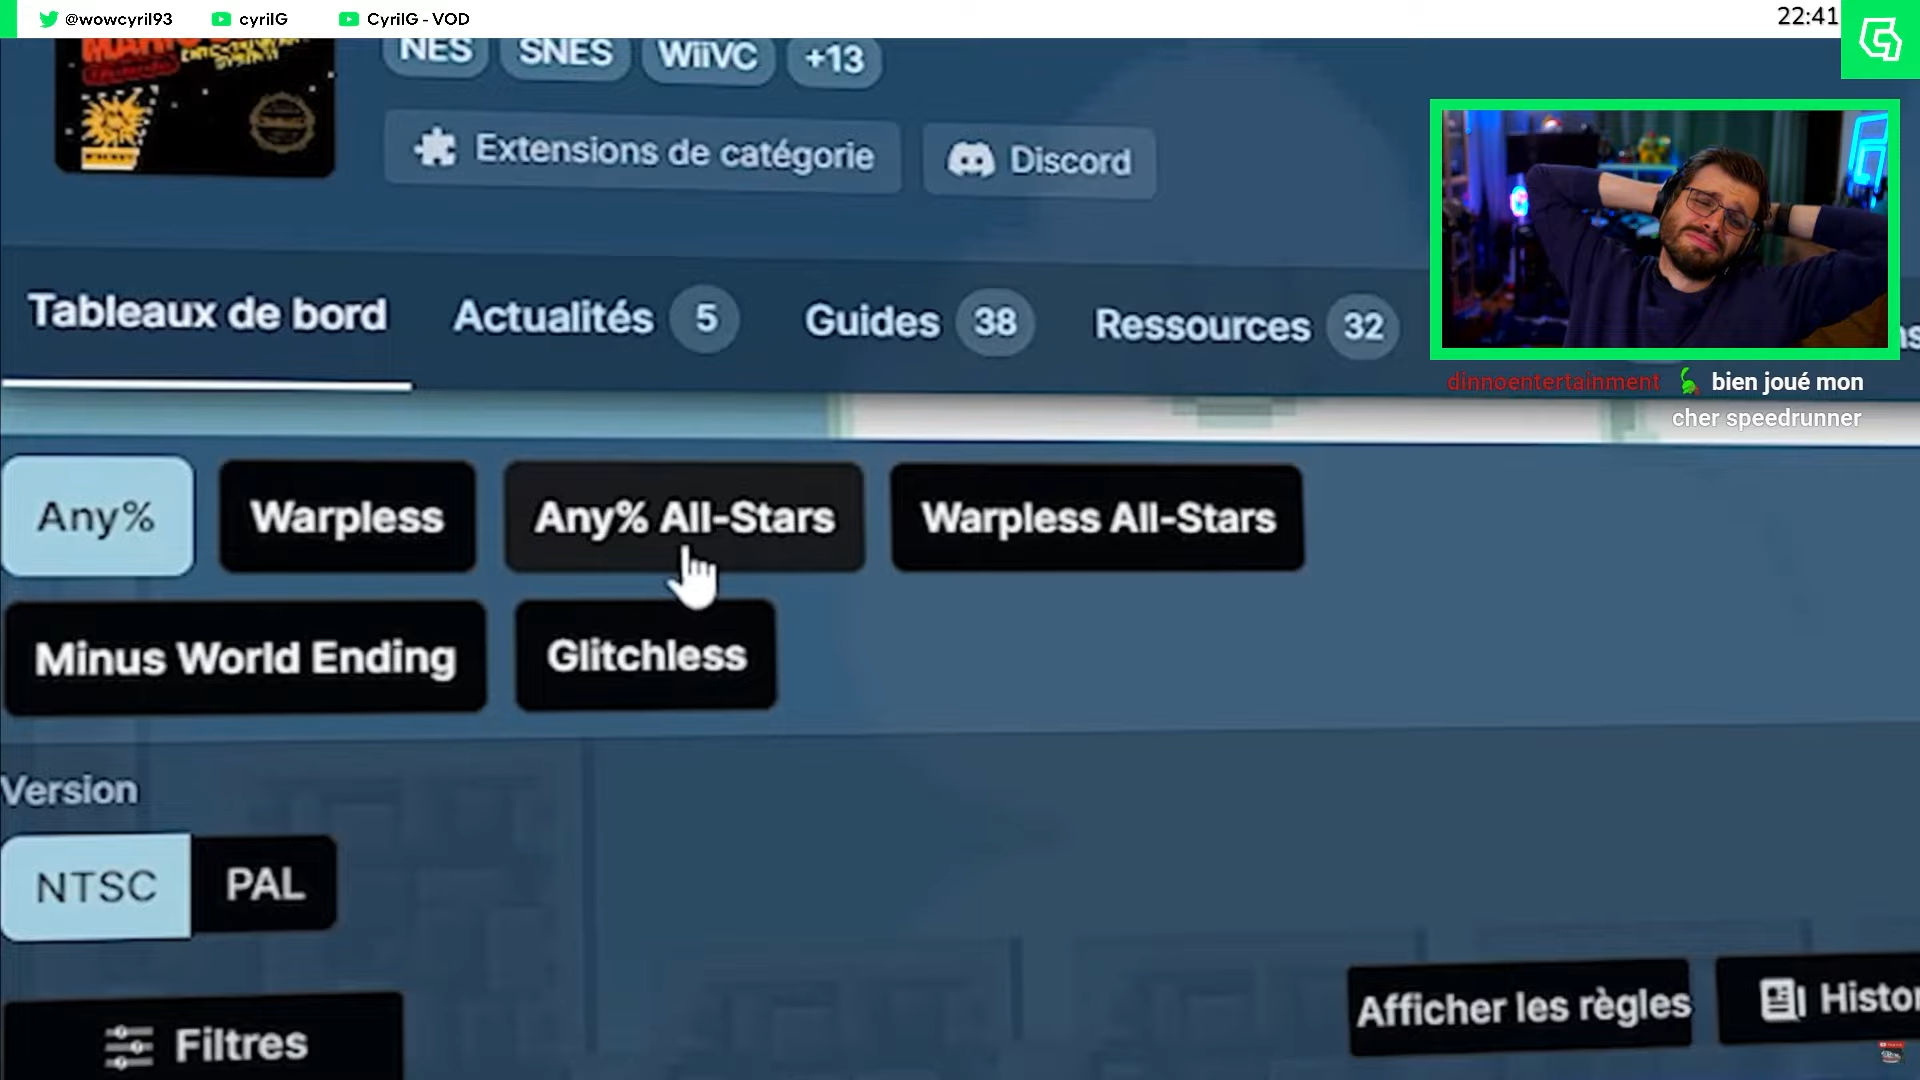 @wowcyril93 cyrilG CyrilG - VOD 22:41
MARIO
NES SNES WiiVC +13
Extensions de catégorie Discord
Tableaux de bord Actualités 5 Guides 38 Ressources 32
dinnoentertainment bien joué mon
cher speedrunner
Any% Warpless Any% All-Stars Warpless All-Stars
Minus World Ending Glitchless
Version
NTSC PAL
Afficher les règles Histor
Filtres